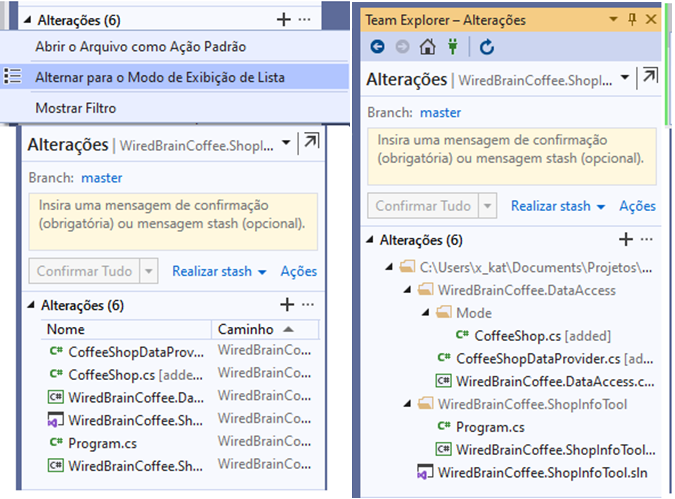 Alterações (6)
Abrir o Arquivo como Ação Padrão
Alternar para o Modo de Exibição de Lista
Mostrar Filtro
Alterações | WiredBrainCoffee.ShopI...
Branch: master
Insira uma mensagem de confirmação
(obrigatória) ou mensagem stash (opcional).
Confirmar Tudo
Realizar stash
Ações
Alterações (6)
Nome
Caminho
C# CoffeeShopDataProv... WiredBrainCo...
C# CoffeeShop.cs [adde... WiredBrainCo...
C# WiredBrainCoffee.Da... WiredBrainCo...
WiredBrainCoffee.Sh... WiredBrainCo...
C# Program.cs WiredBrainCo...
C# WiredBrainCoffee.Sh... WiredBrainCo...
Team Explorer – Alterações
Alterações | WiredBrainCoffee.ShopI...
Branch: master
Insira uma mensagem de confirmação
(obrigatória) ou mensagem stash (opcional).
Confirmar Tudo
Realizar stash
Ações
Alterações (6)
C:\Users\x_kat\Documents\Projetos\...
WiredBrainCoffee.DataAccess
Mode
C# CoffeeShop.cs [added]
C# CoffeeShopDataProvider.cs [ad...
C# WiredBrainCoffee.DataAccess.c...
WiredBrainCoffee.ShopInfoTool
C# Program.cs
C# WiredBrainCoffee.ShopInfoTool...
WiredBrainCoffee.ShopInfoTool.sln